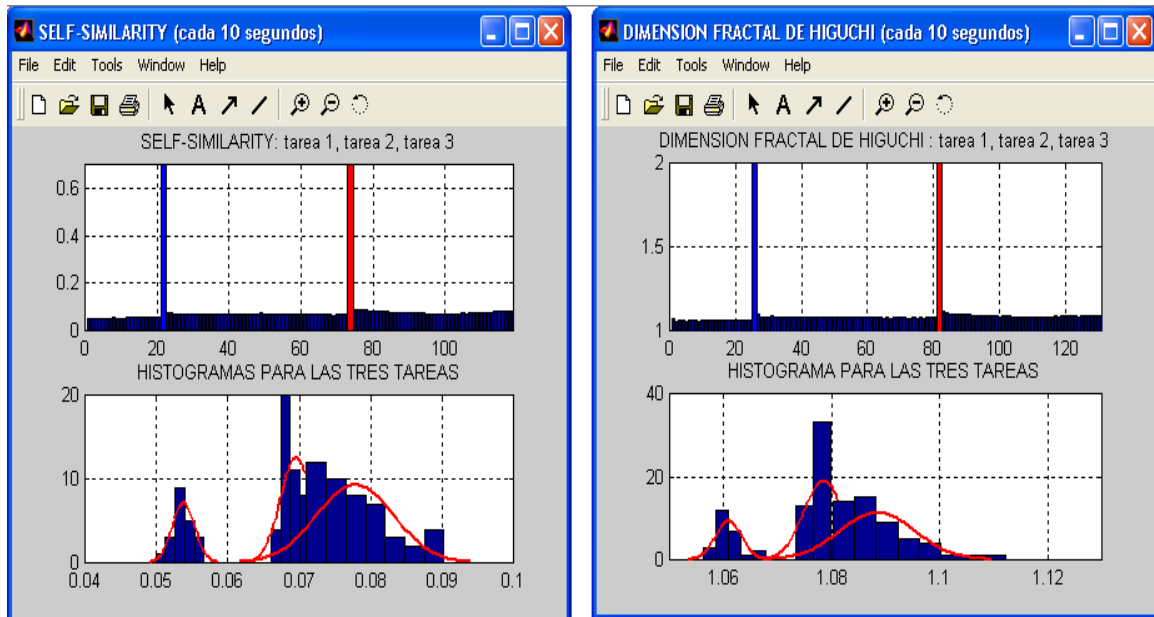 SELF-SIMILARITY (cada 10 segundos)
File Edit Tools Window Help
A
SELF-SIMILARITY: tarea 1, tarea 2, tarea 3
0.6
0.4
0.2
0
0 20 40 60 80 100
HISTOGRAMAS PARA LAS TRES TAREAS
20
10
0
0.04 0.05 0.06 0.07 0.08 0.09 0.1
DIMENSION FRACTAL DE HIGUCHI (cada 10 segundos)
File Edit Tools Window Help
A
DIMENSION FRACTAL DE HIGUCHI : tarea 1, tarea 2, tarea 3
2
1.5
1
0 20 40 60 80 100 120
HISTOGRAMA PARA LAS TRES TAREAS
40
20
0
1.06 1.08 1.1 1.12